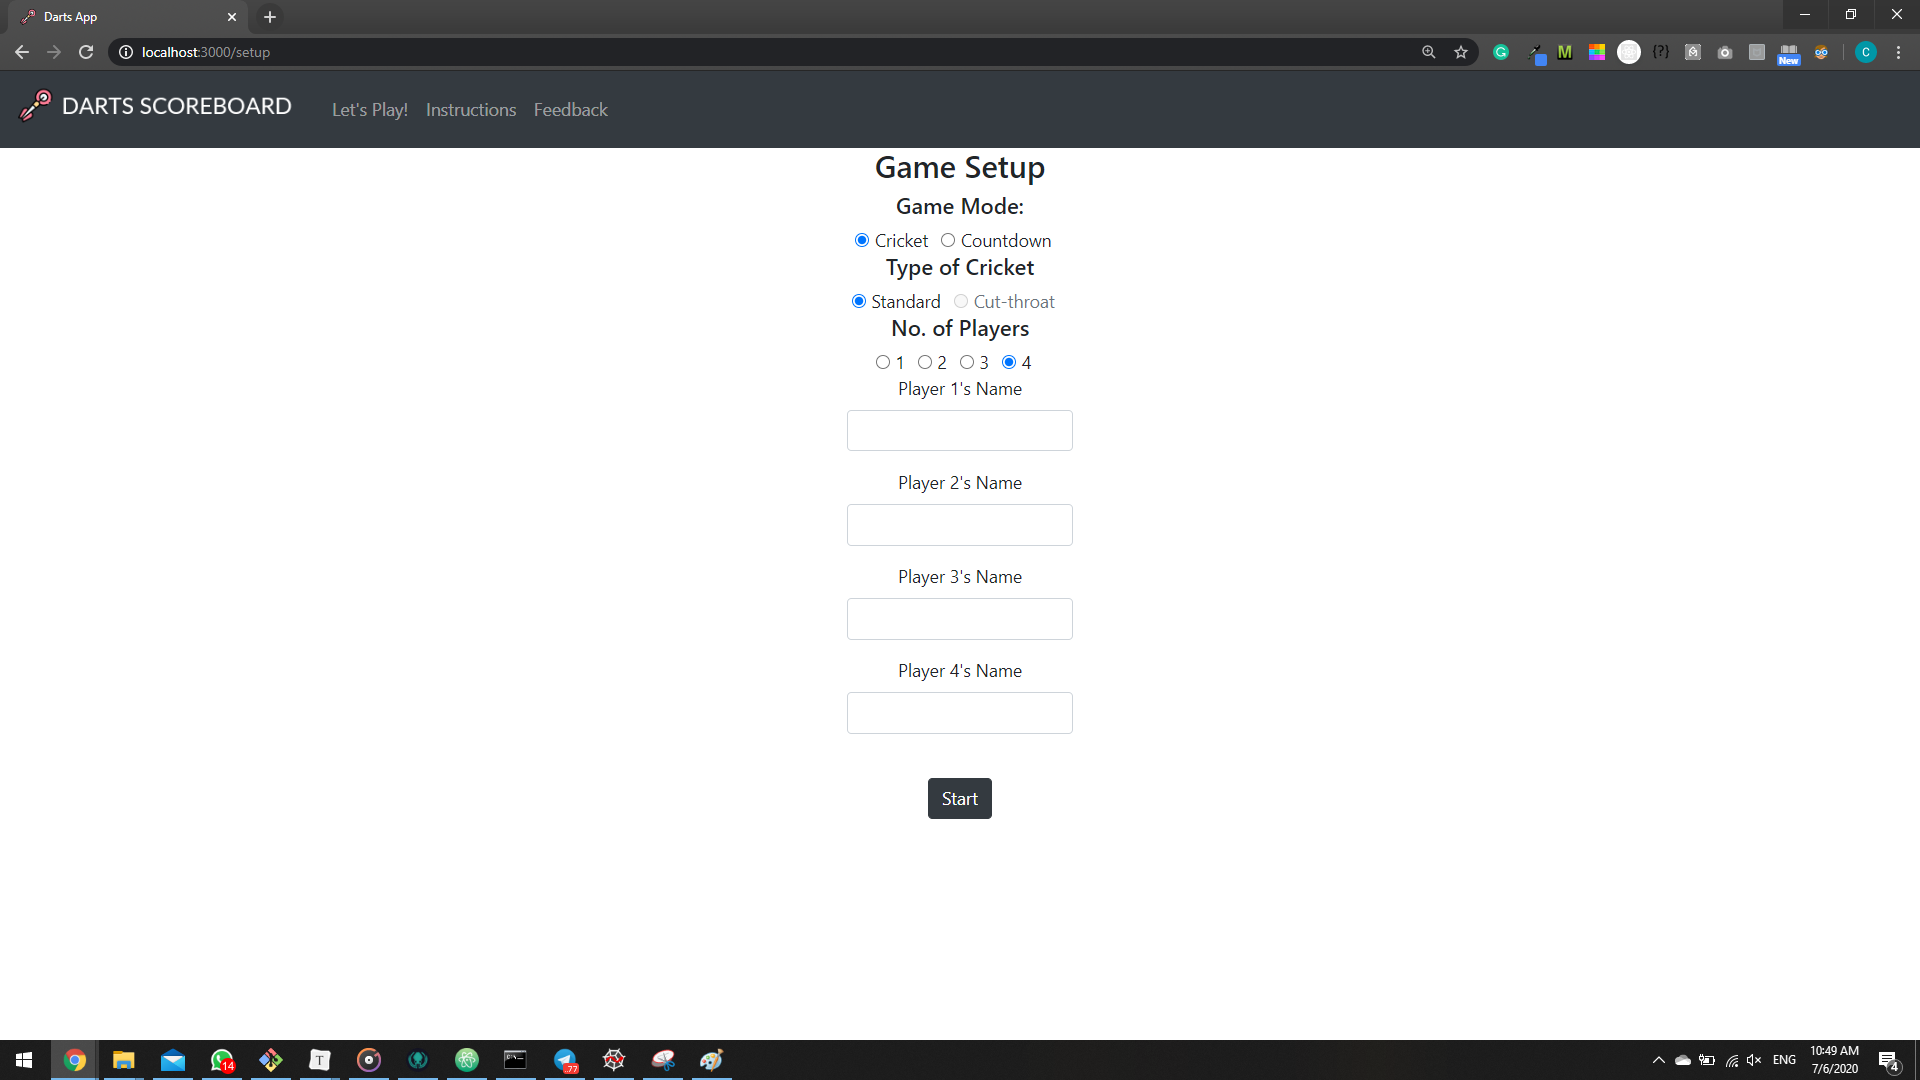 Darts App
localhost:3000/setup
New
C
DARTS SCOREBOARD
Let's Play!
Instructions
Feedback
Game Setup
Game Mode:
Cricket Countdown
Type of Cricket
Standard Cut-throat
No. of Players
1 2 3 4
Player 1's Name
Player 2's Name
Player 3's Name
Player 4's Name
Start
14
T
77
ENG
10:49 AM
7/6/2020
4